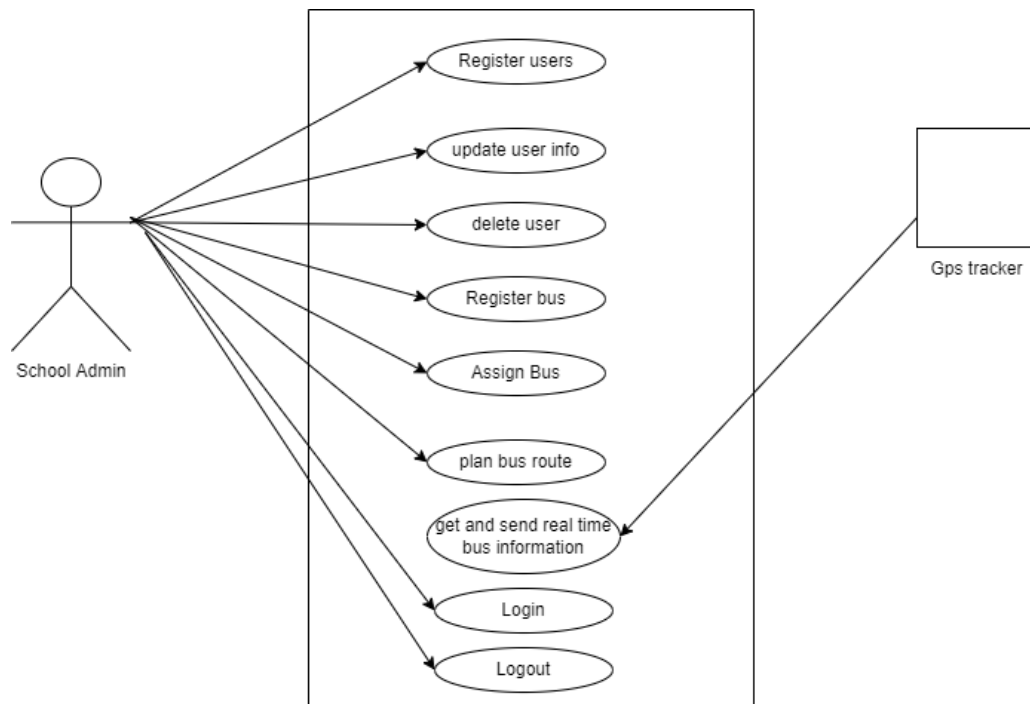 Register users
update user info
delete user
Register bus
Assign Bus
plan bus route
get and send real time
bus information
Login
Logout
School Admin
Gps tracker